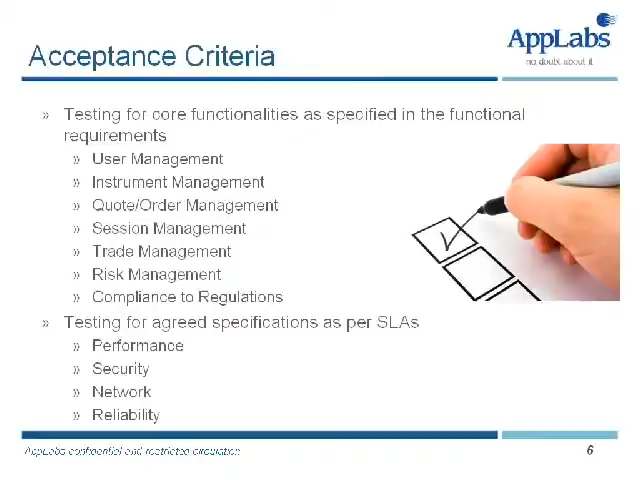 AppLabs
no doubt about it
Acceptance Criteria
» Testing for core functionalities as specified in the functional
requirements
» User Management
» Instrument Management
» Quote/Order Management
» Session Management
» Trade Management
» Risk Management
» Compliance to Regulations
» Testing for agreed specifications as per SLAs
» Performance
» Security
» Network
» Reliability
AppLabs confidential and restricted circulation
6